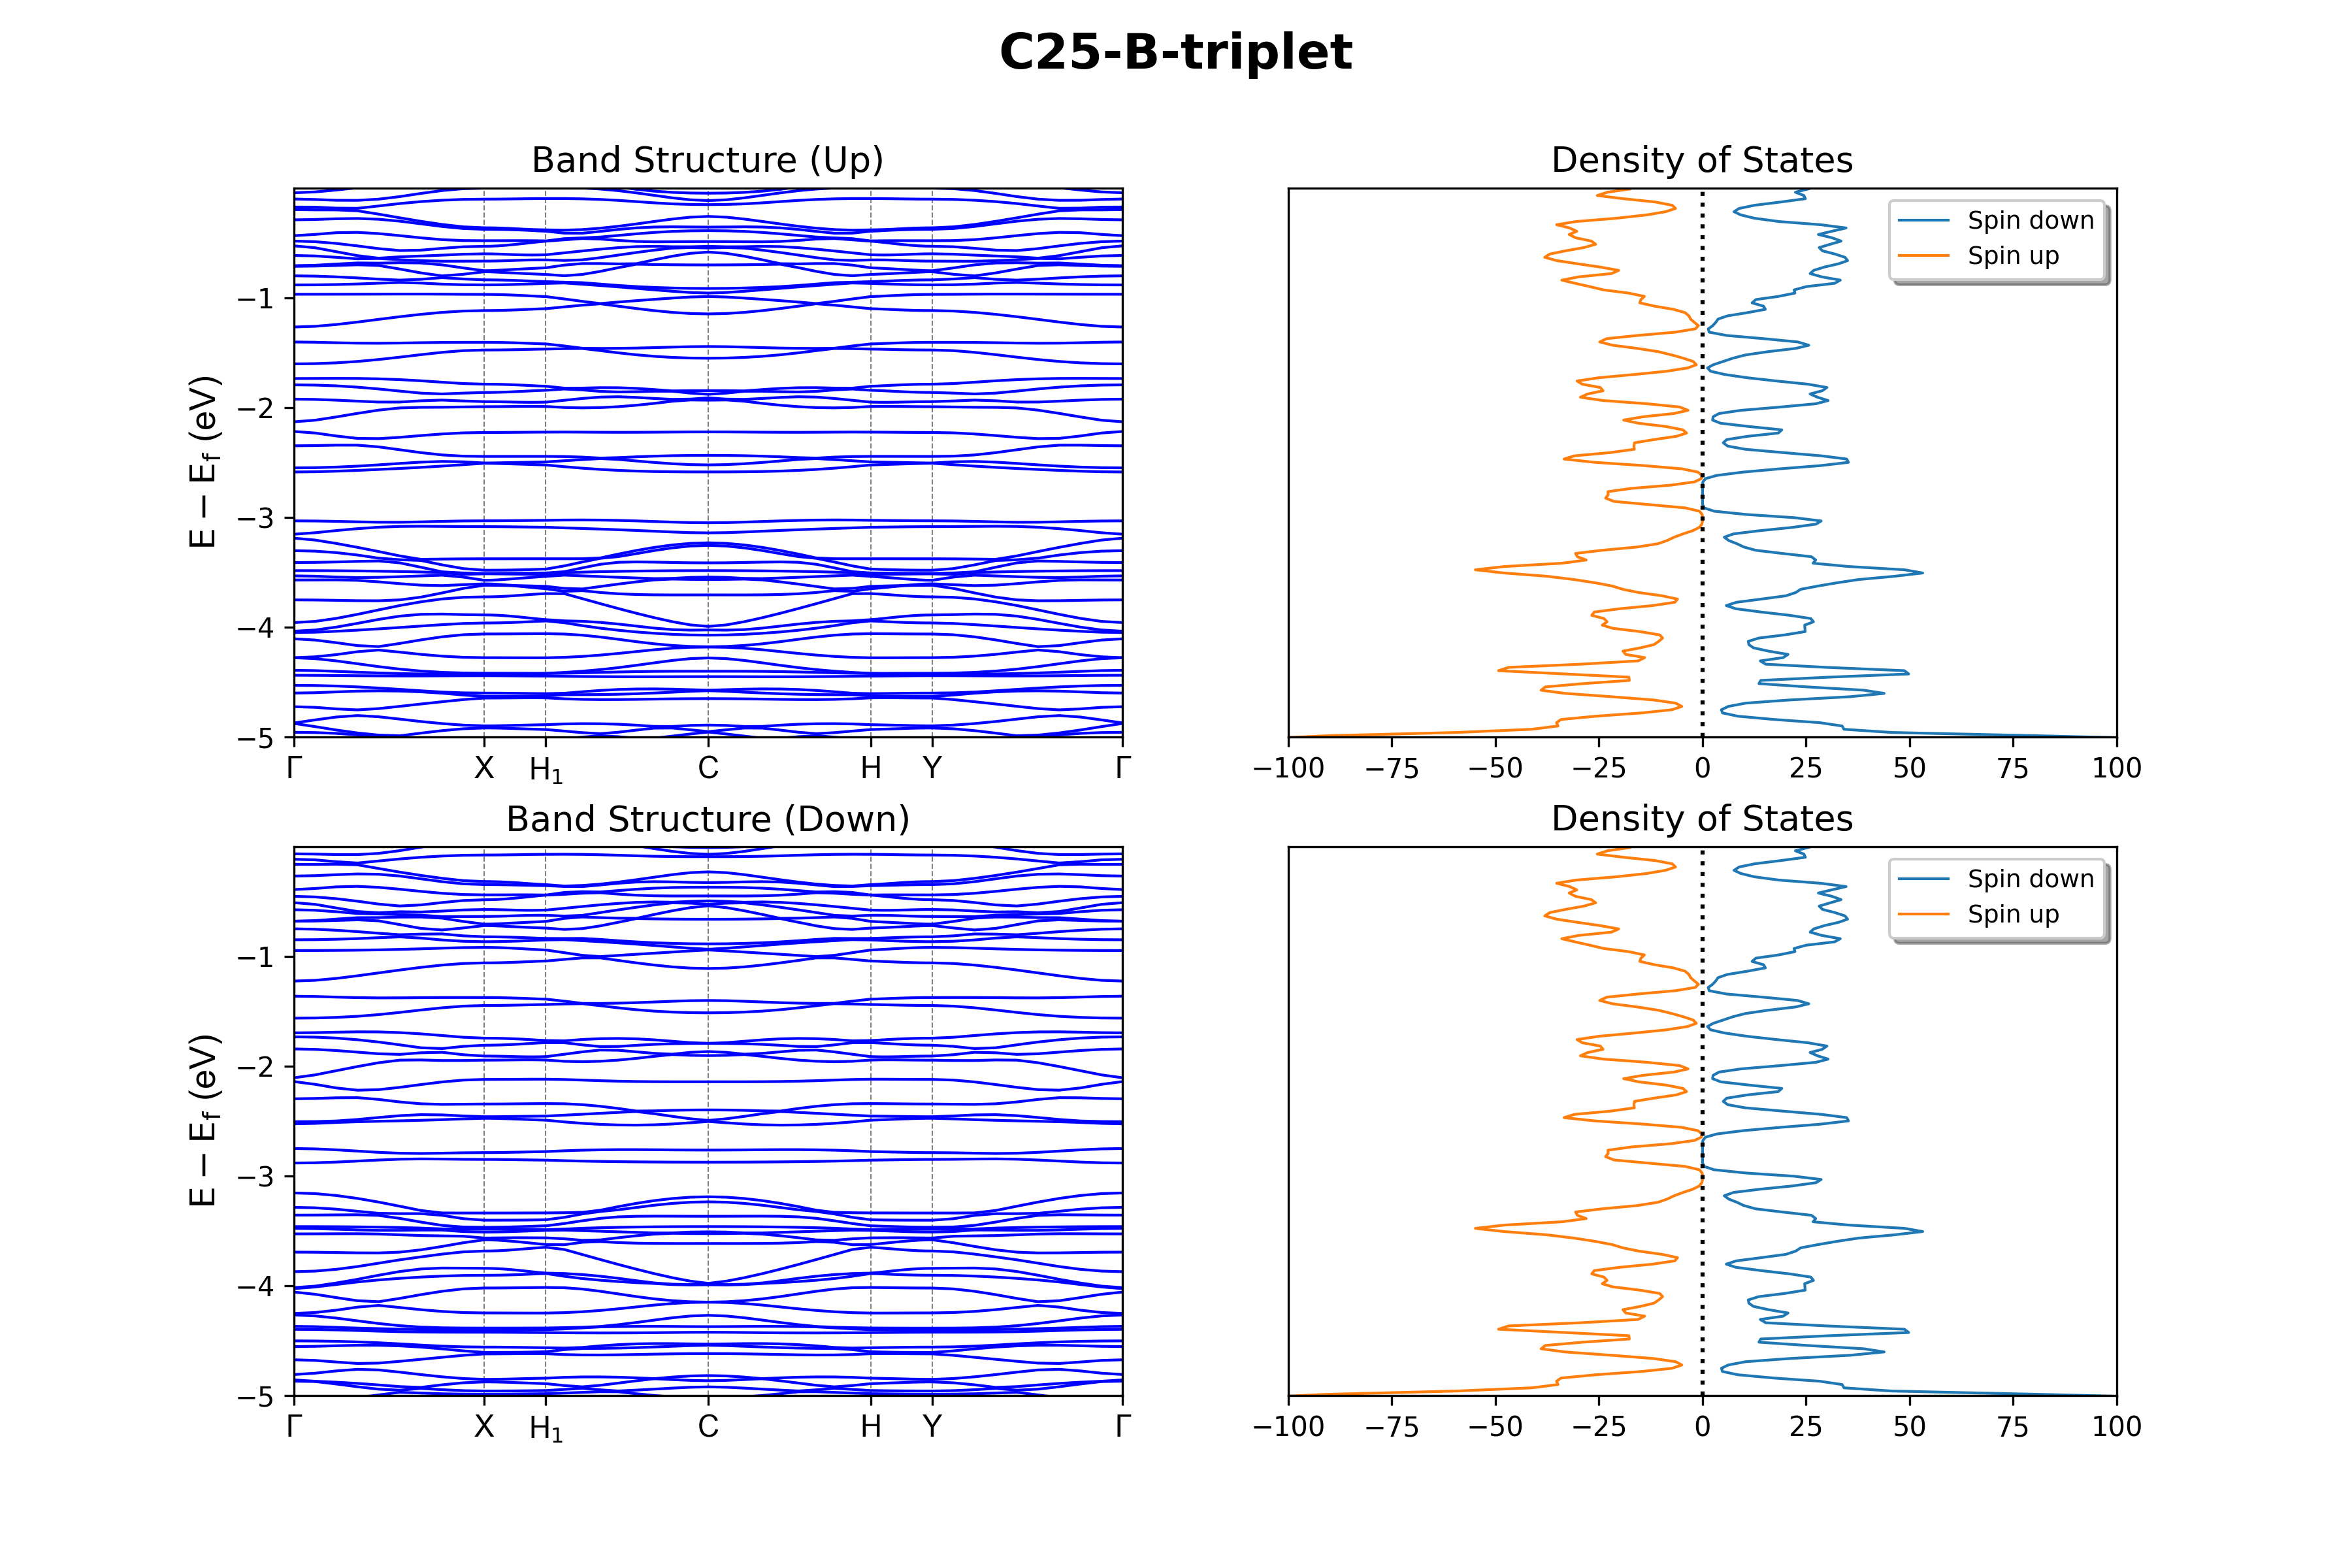 C25-B-triplet
Band Structure (Up)
E − E_f (eV)
−1
−2
−3
−4
−5
Γ X H₁ C H Y Γ
Density of States
Spin down
Spin up
−100 −75 −50 −25 0 25 50 75 100
Band Structure (Down)
E − E_f (eV)
−1
−2
−3
−4
−5
Γ X H₁ C H Y Γ
Density of States
Spin down
Spin up
−100 −75 −50 −25 0 25 50 75 100